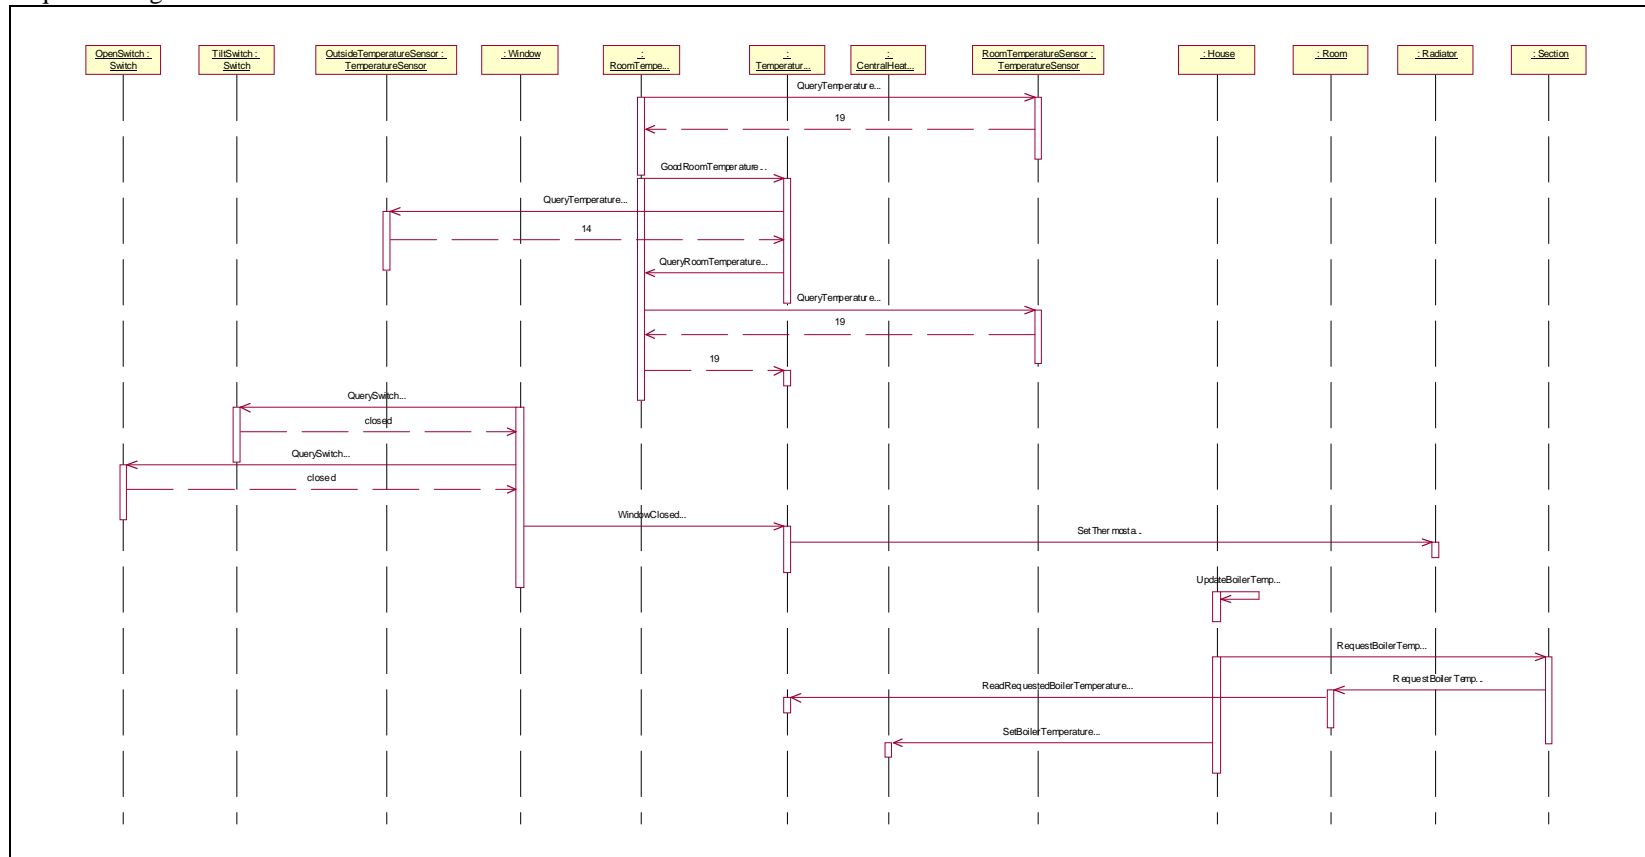 OpenSwitch :
Switch
TiltSwitch :
Switch
OutsideTemperatureSensor :
TemperatureSensor
: Window
:
RoomTempe...
:
Temperatur...
:
CentralHeat...
RoomTemperatureSensor :
TemperatureSensor
: House
: Room
: Radiator
: Section
QueryTemperature...
19
GoodRoomTemperature...
QueryTemperature...
14
QueryRoomTemperature...
QueryTemperature...
19
19
QuerySwitch...
closed
QuerySwitch...
closed
WindowClosed...
SetThermosta...
UpdateBoilerTemp...
RequestBoilerTemp...
RequestBoilerTemp...
ReadRequestedBoilerTemperature...
SetBoilerTemperature...